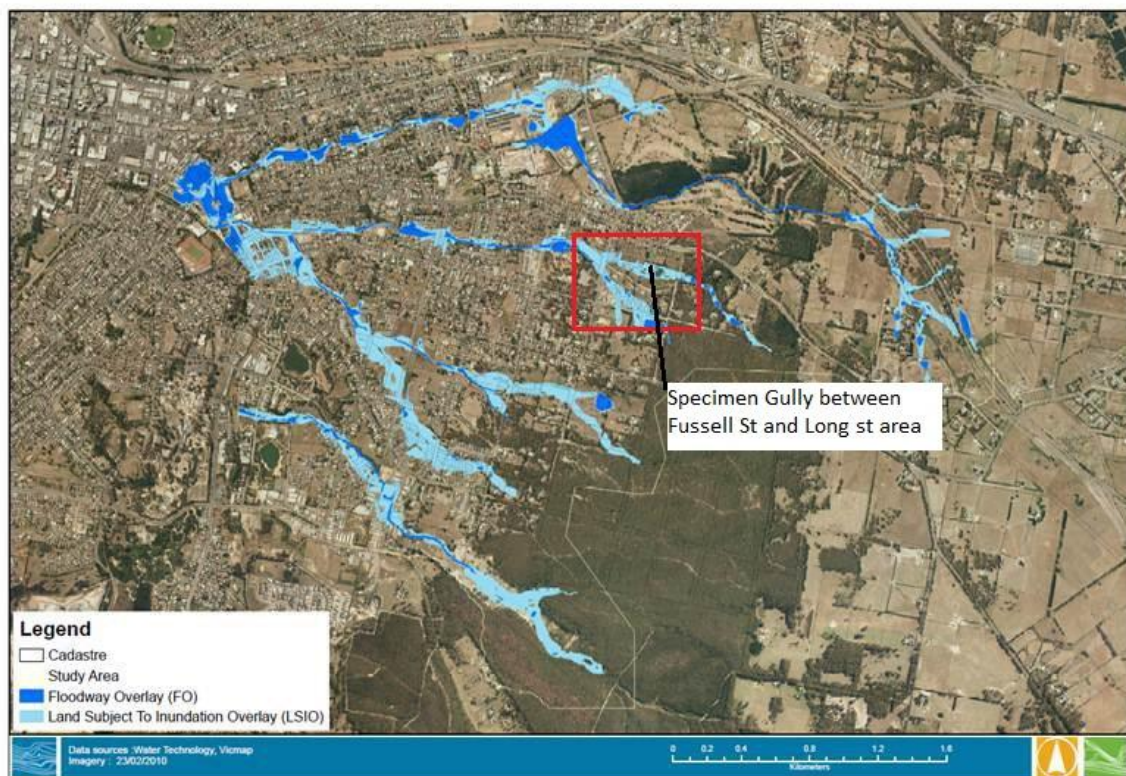 Specimen Gully between
Fussell St and Long st area
Legend
Cadastre
Study Area
Floodway Overlay (FO)
Land Subject To Inundation Overlay (LSIO)
Data sources :Water Technology, Vicmap
Imagery : 23/02/2010
0 0.2 0.4 0.8 1.2 1.6
Kilometers